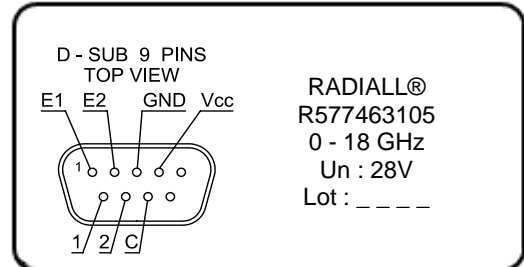 D - SUB 9 PINS
TOP VIEW
E1 E2 GND Vcc
1
1 2 C
RADIALL®
R577463105
0 - 18 GHz
Un : 28V
Lot : _ _ _ _